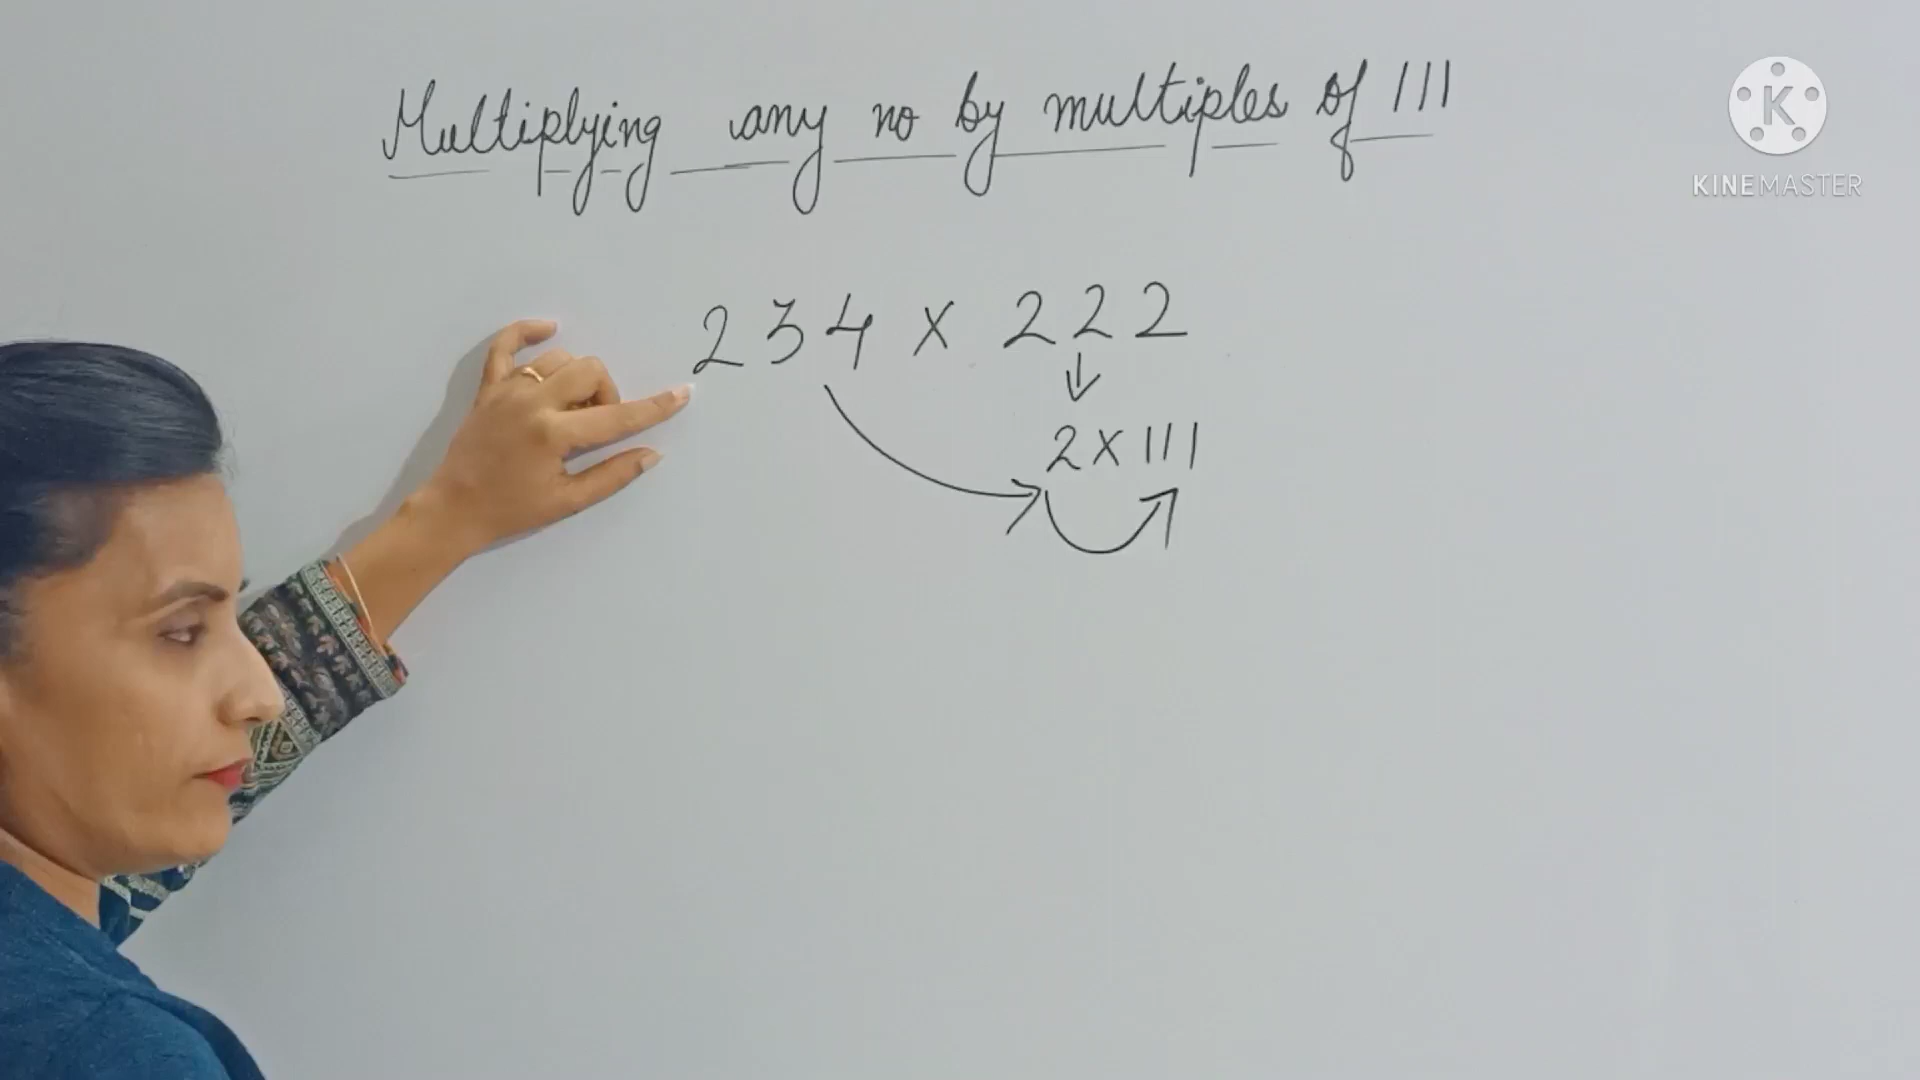 Multiplying any no by multiples of 111
K
KINEMASTER
234 x 222
2 x 111